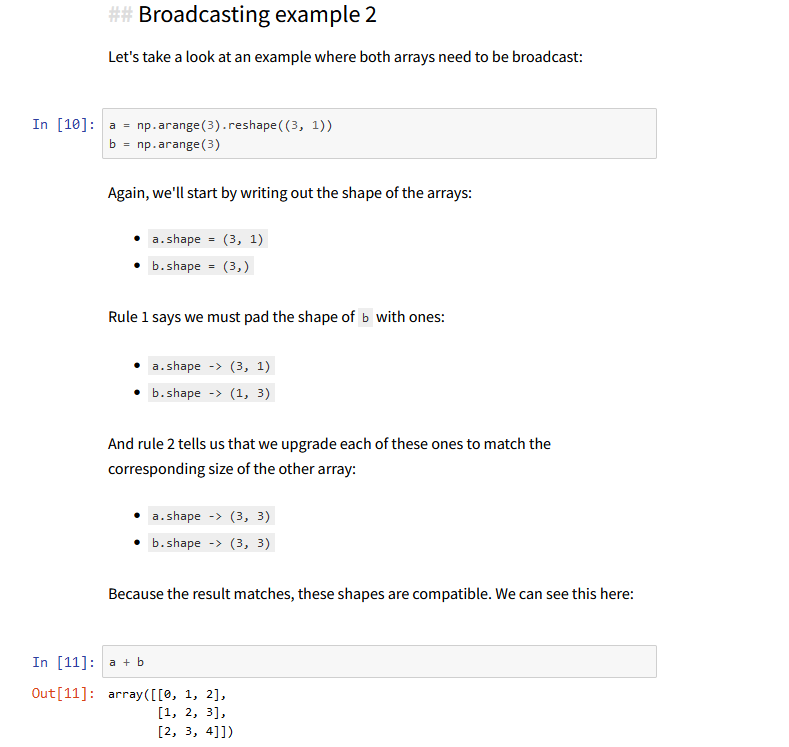 ## Broadcasting example 2
Let's take a look at an example where both arrays need to be broadcast:
In [10]: a = np.arange(3).reshape((3, 1))
b = np.arange(3)
Again, we'll start by writing out the shape of the arrays:
• a.shape = (3, 1)
• b.shape = (3,)
Rule 1 says we must pad the shape of b with ones:
• a.shape -> (3, 1)
• b.shape -> (1, 3)
And rule 2 tells us that we upgrade each of these ones to match the
corresponding size of the other array:
• a.shape -> (3, 3)
• b.shape -> (3, 3)
Because the result matches, these shapes are compatible. We can see this here:
In [11]: a + b
Out[11]: array([[0, 1, 2],
[1, 2, 3],
[2, 3, 4]])